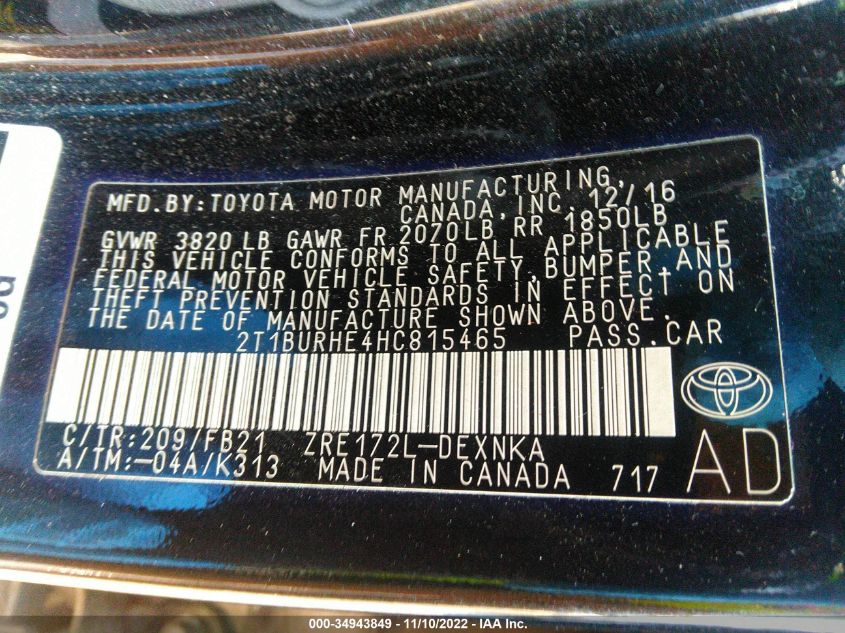 MFD.BY:TOYOTA MOTOR MANUFACTURING,
CANADA, INC. 12/16
GVWR 3820 LB GAWR FR 2070LB RR 1850LB
THIS VEHICLE CONFORMS TO ALL APPLICABLE
FEDERAL MOTOR VEHICLE SAFETY,BUMPER,AND
THEFT PREVENTION STANDARDS IN EFFECT ON
THE DATE OF MANUFACTURE SHOWN ABOVE.
2T1BURHE4HC815465 PASS.CAR
C/TR:209/FB21 ZRE172L-DEXNKA
A/TM:-04A/K313 MADE IN CANADA 717
AD
000-34943849 - 11/10/2022 - IAA Inc.